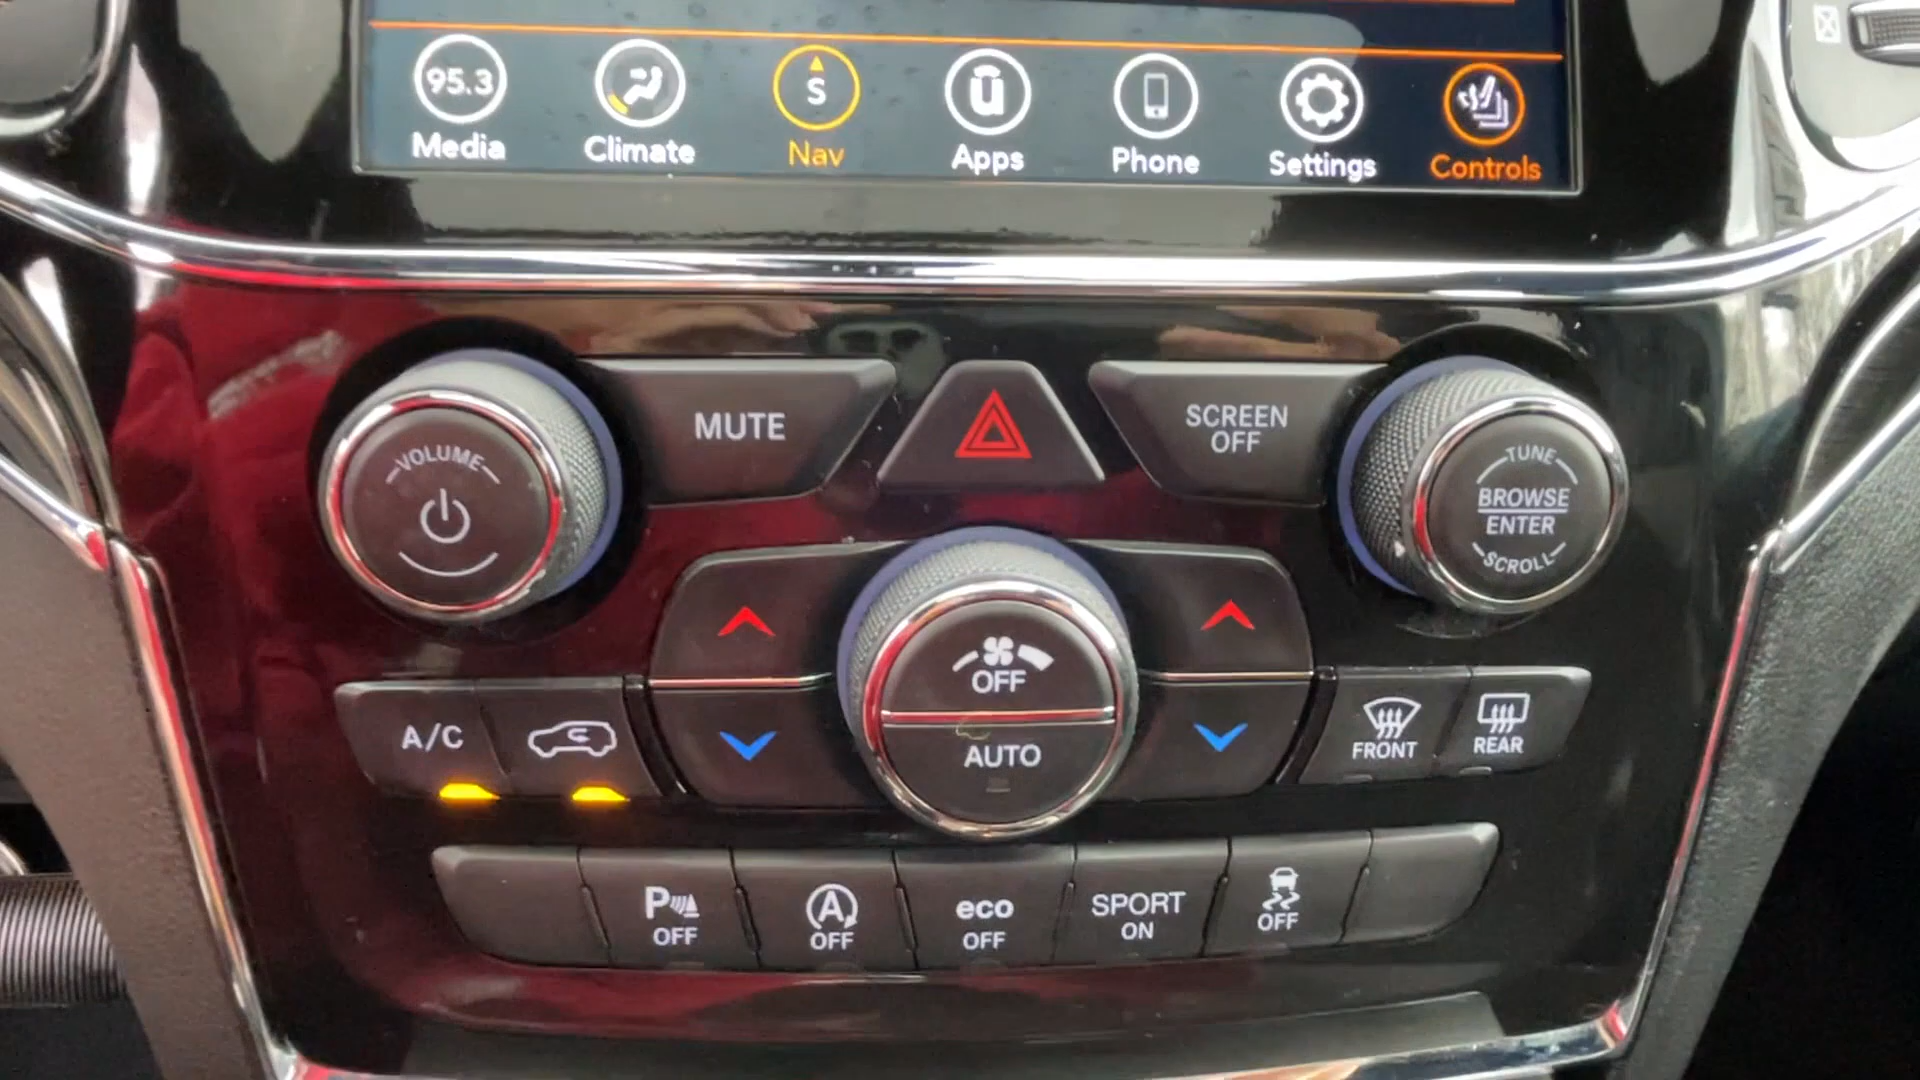 95.3
S
Media
Climate
Nav
Apps
Phone
Settings
Controls
VOLUME
MUTE
SCREEN
OFF
TUNE
BROWSE
ENTER
SCROLL
OFF
AUTO
A/C
FRONT
REAR
P
OFF
A
OFF
eco
OFF
SPORT
ON
OFF